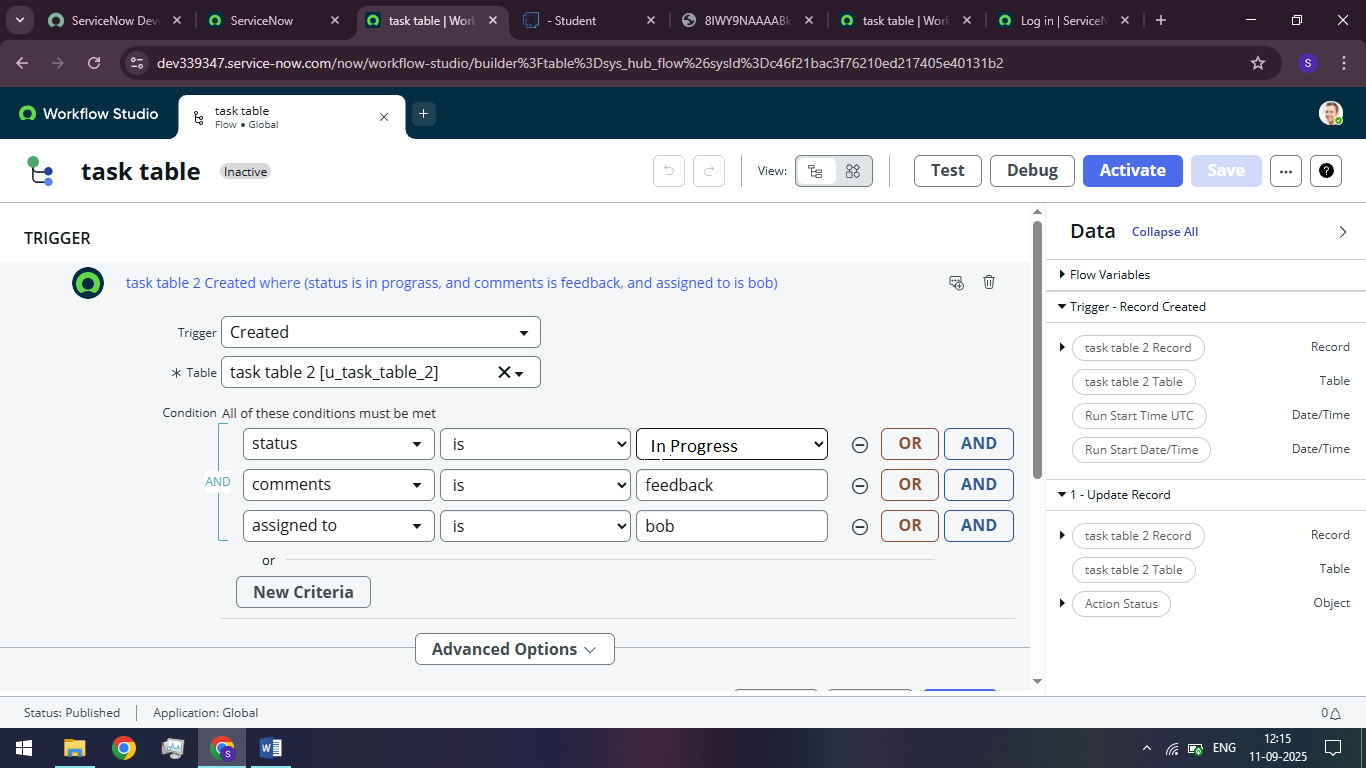 ServiceNow Dev
ServiceNow
task table | Work
- Student
8IWY9NAAAABk
task table | Work
Log in | ServiceN
dev339347.service-now.com/now/workflow-studio/builder%3Ftable%3Dsys_hub_flow%26sysId%3Dc46f21bac3f76210ed217405e40131b2
S
Workflow Studio
task table
Flow • Global
task table
Inactive
View:
Test
Debug
Activate
Save
TRIGGER
task table 2 Created where (status is in prograss, and comments is feedback, and assigned to is bob)
Trigger
Created
* Table
task table 2 [u_task_table_2]
Condition
All of these conditions must be met
status
is
In Progress
OR
AND
AND
comments
is
feedback
OR
AND
assigned to
is
bob
OR
AND
or
New Criteria
Advanced Options
Data
Collapse All
Flow Variables
Trigger - Record Created
task table 2 Record
Record
task table 2 Table
Table
Run Start Time UTC
Date/Time
Run Start Date/Time
Date/Time
1 - Update Record
task table 2 Record
Record
task table 2 Table
Table
Action Status
Object
Status: Published
Application: Global
0
S
ENG
12:15
11-09-2025